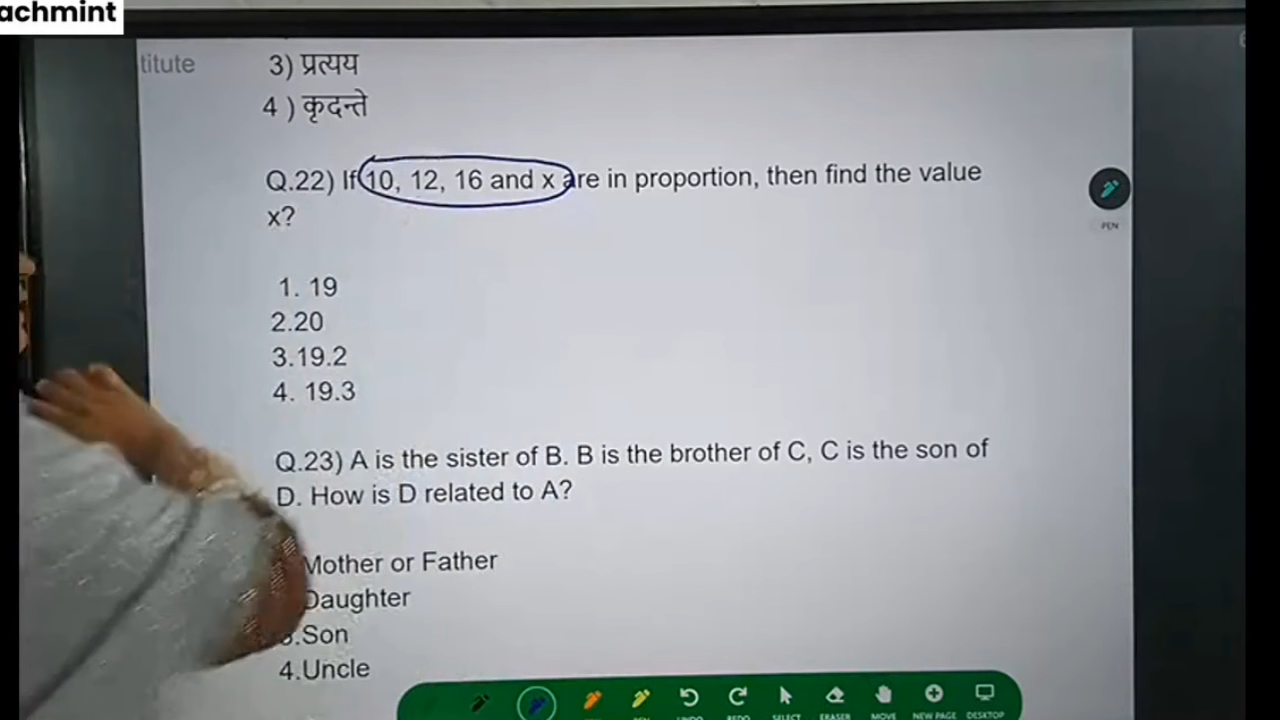 achmint
titute
3) प्रत्यय
4 ) कृदन्ते
Q.22) If 10, 12, 16 and x are in proportion, then find the value
x?
1. 19
2.20
3.19.2
4. 19.3
Q.23) A is the sister of B. B is the brother of C, C is the son of
D. How is D related to A?
Mother or Father
Daughter
3.Son
4.Uncle
PEN
UNDO REDO SELECT ERASER MOVE NEW PAGE DESKTOP